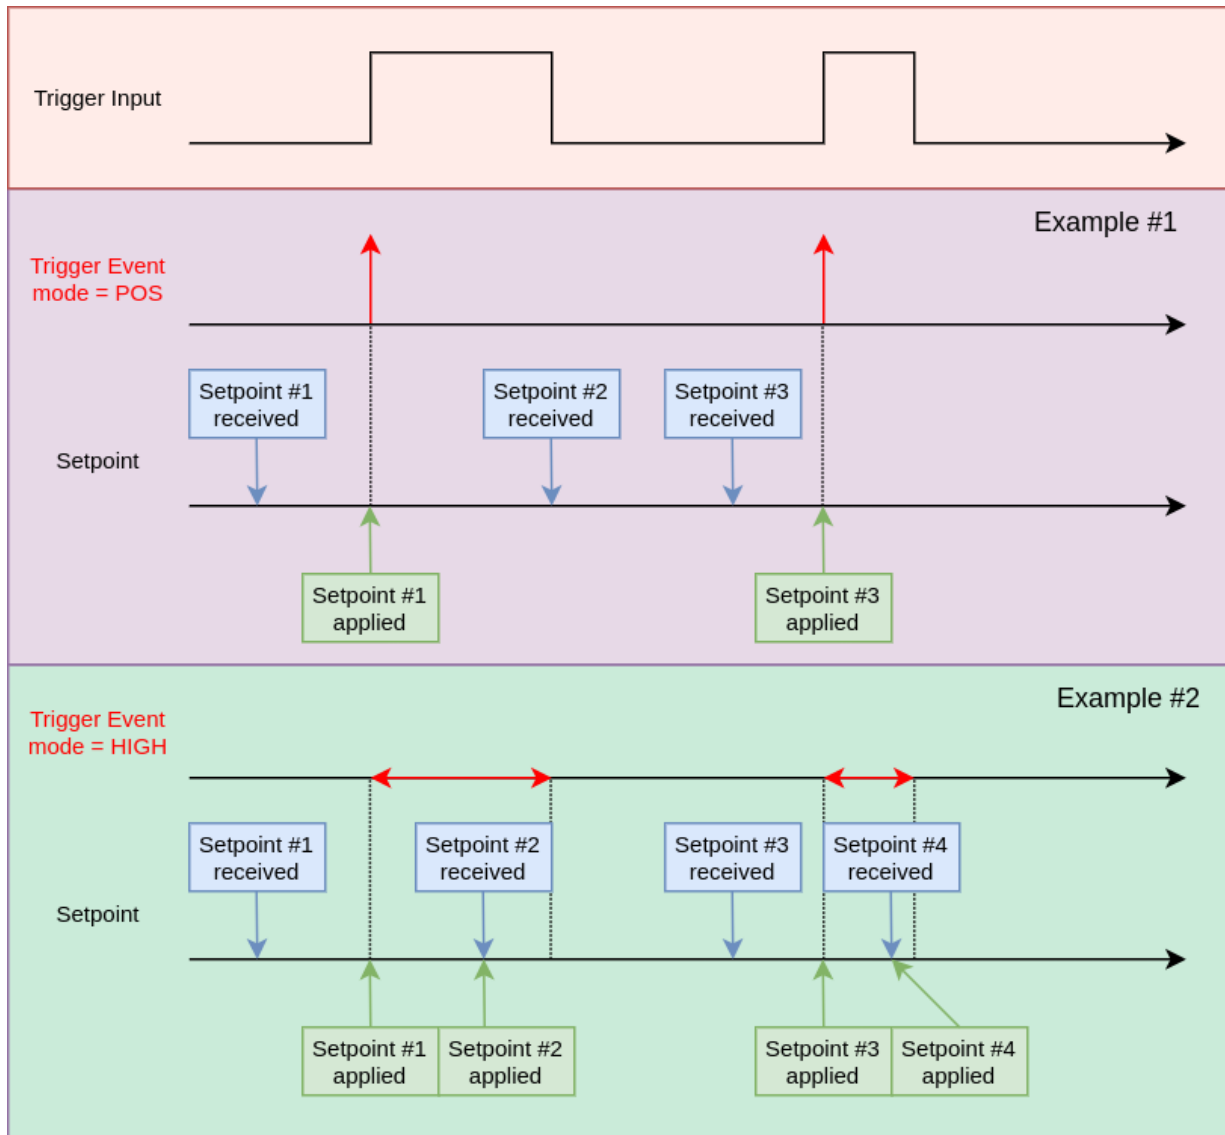 Trigger Input
Example #1
Trigger Event
mode = POS
Setpoint #1
received
Setpoint #2
received
Setpoint #3
received
Setpoint
Setpoint #1
applied
Setpoint #3
applied
Example #2
Trigger Event
mode = HIGH
Setpoint #1
received
Setpoint #2
received
Setpoint #3
received
Setpoint #4
received
Setpoint
Setpoint #1
applied
Setpoint #2
applied
Setpoint #3
applied
Setpoint #4
applied